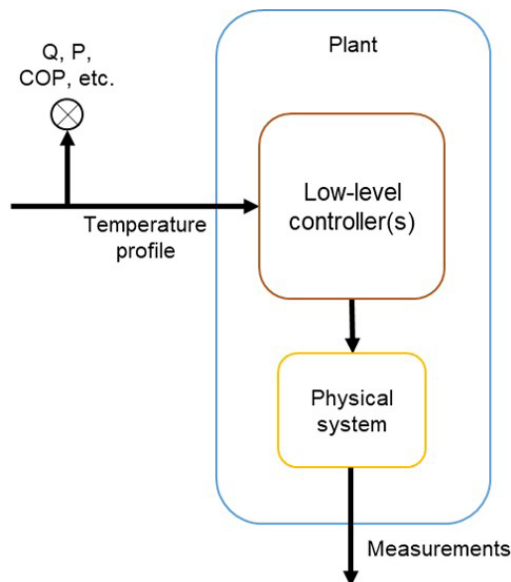 Plant
Q, P,
COP, etc.
Low-level
controller(s)
Temperature
profile
Physical
system
Measurements